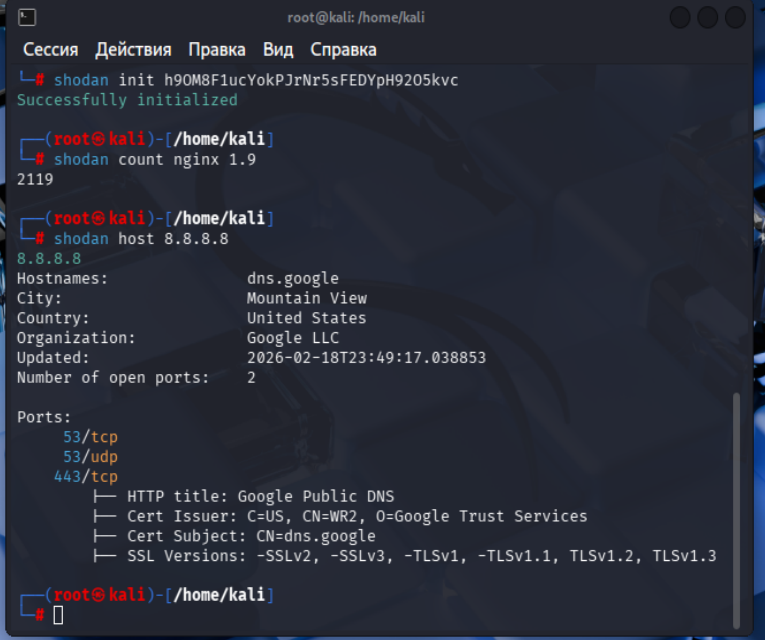 root@kali: /home/kali
Сессия Действия Правка Вид Справка
└─# shodan init h9OM8F1ucYokPJrNr5sFEDYpH92O5kvc
Successfully initialized
┌──(root㉿kali)-[/home/kali]
└─# shodan count nginx 1.9
2119
┌──(root㉿kali)-[/home/kali]
└─# shodan host 8.8.8.8
8.8.8.8
Hostnames: dns.google
City: Mountain View
Country: United States
Organization: Google LLC
Updated: 2026-02-18T23:49:17.038853
Number of open ports: 2
Ports:
53/tcp
53/udp
443/tcp
├── HTTP title: Google Public DNS
├── Cert Issuer: C=US, CN=WR2, O=Google Trust Services
├── Cert Subject: CN=dns.google
├── SSL Versions: -SSLv2, -SSLv3, -TLSv1, -TLSv1.1, TLSv1.2, TLSv1.3
┌──(root㉿kali)-[/home/kali]
└─#